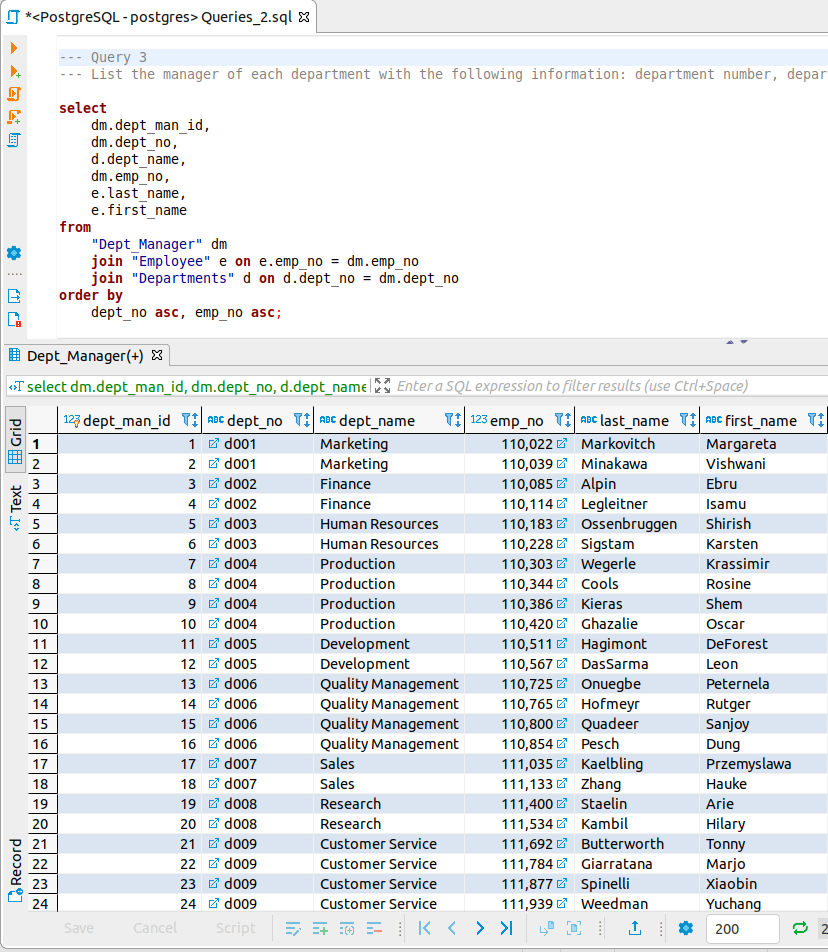 *<PostgreSQL - postgres> Queries_2.sql
--- Query 3
--- List the manager of each department with the following information: department number, depar
select
dm.dept_man_id,
dm.dept_no,
d.dept_name,
dm.emp_no,
e.last_name,
e.first_name
from
"Dept_Manager" dm
join "Employee" e on e.emp_no = dm.emp_no
join "Departments" d on d.dept_no = dm.dept_no
order by
dept_no asc, emp_no asc;
Dept_Manager(+)
select dm.dept_man_id, dm.dept_no, d.dept_name Enter a SQL expression to filter results (use Ctrl+Space)
Grid
Text
Record
123 dept_man_id ABC dept_no ABC dept_name 123 emp_no ABC last_name ABC first_name
1 1 d001 Marketing 110,022 Markovitch Margareta
2 2 d001 Marketing 110,039 Minakawa Vishwani
3 3 d002 Finance 110,085 Alpin Ebru
4 4 d002 Finance 110,114 Legleitner Isamu
5 5 d003 Human Resources 110,183 Ossenbruggen Shirish
6 6 d003 Human Resources 110,228 Sigstam Karsten
7 7 d004 Production 110,303 Wegerle Krassimir
8 8 d004 Production 110,344 Cools Rosine
9 9 d004 Production 110,386 Kieras Shem
10 10 d004 Production 110,420 Ghazalie Oscar
11 11 d005 Development 110,511 Hagimont DeForest
12 12 d005 Development 110,567 DasSarma Leon
13 13 d006 Quality Management 110,725 Onuegbe Peternela
14 14 d006 Quality Management 110,765 Hofmeyr Rutger
15 15 d006 Quality Management 110,800 Quadeer Sanjoy
16 16 d006 Quality Management 110,854 Pesch Dung
17 17 d007 Sales 111,035 Kaelbling Przemyslawa
18 18 d007 Sales 111,133 Zhang Hauke
19 19 d008 Research 111,400 Staelin Arie
20 20 d008 Research 111,534 Kambil Hilary
21 21 d009 Customer Service 111,692 Butterworth Tonny
22 22 d009 Customer Service 111,784 Giarratana Marjo
23 23 d009 Customer Service 111,877 Spinelli Xiaobin
24 24 d009 Customer Service 111,939 Weedman Yuchang
Save Cancel Script 200 2